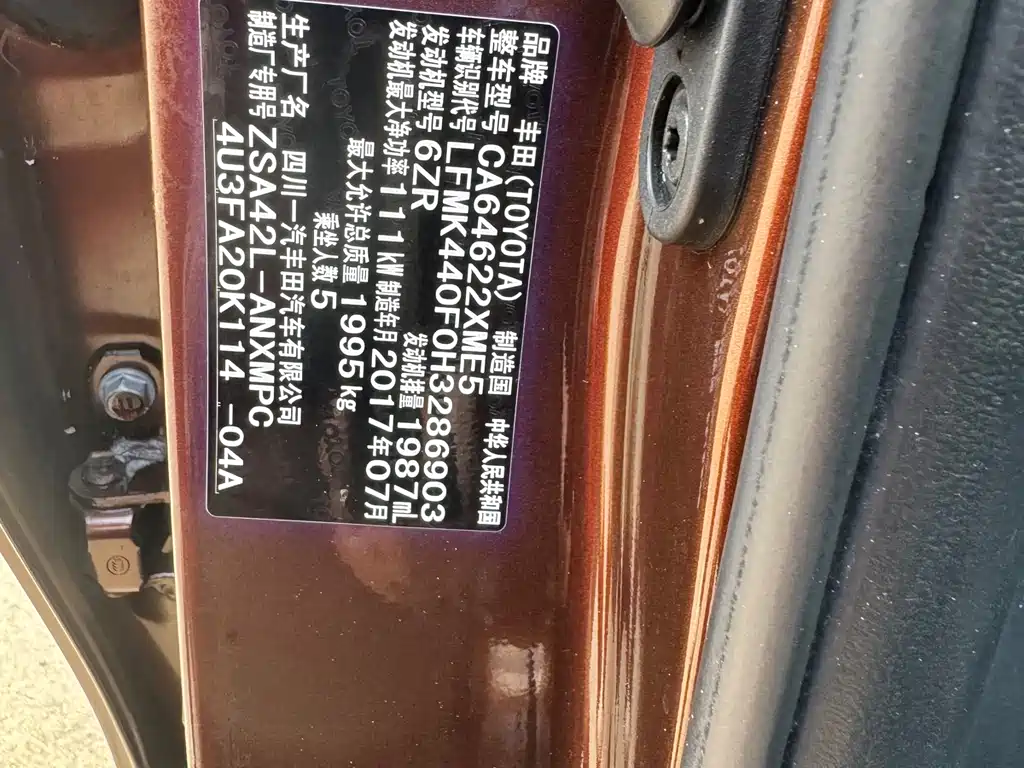 品牌 丰田(TOYOTA) 制造国 中华人民共和国
整车型号 CA64622XME5
车辆识别代号 LFMK440F0H3286903
发动机型号 6ZR 发动机排量 1987mL
发动机最大净功率 111kW 制造年月 2017年07月
最大允许总质量 1995kg
乘坐人数 5
生产厂名 四川一汽丰田汽车有限公司
制造厂专用号 ZSA42L-ANXMPC
4U3FA20K114 -04A